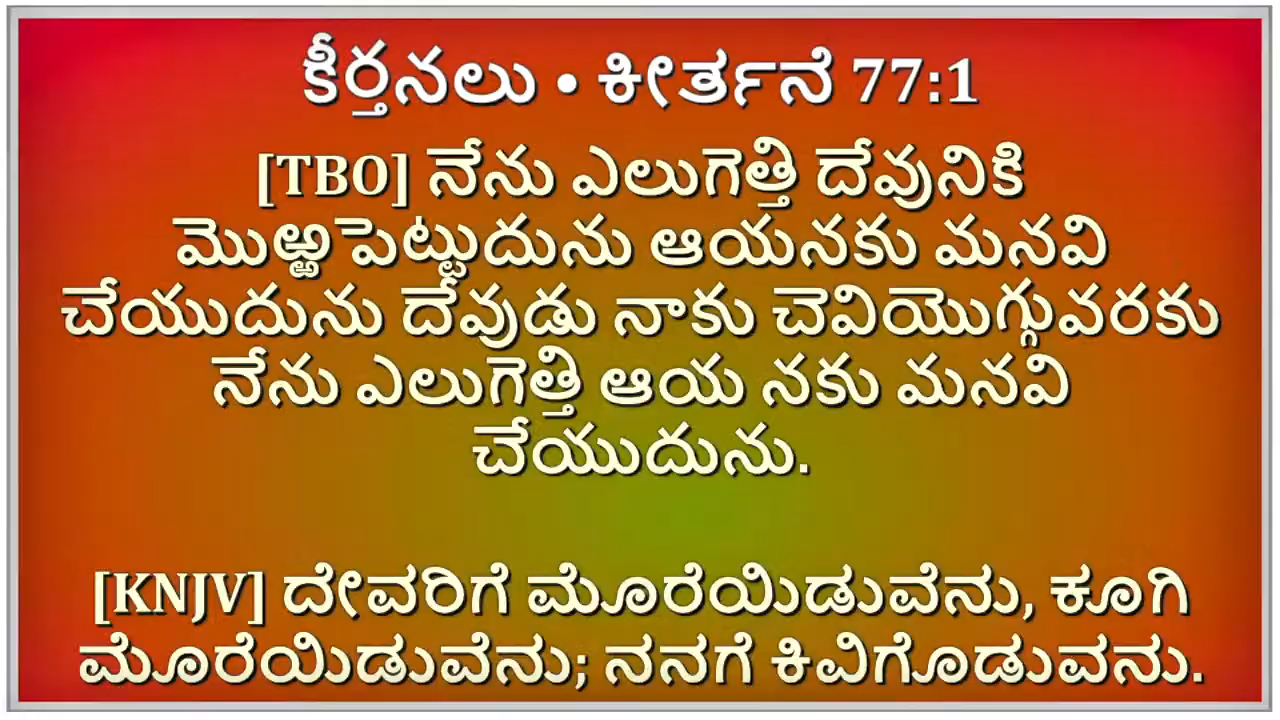 కీర్తనలు • ಕೀರ್ತನೆ 77:1
[TBO] నేను ఎలుగెత్తి దేవునికి
మొఱ్ఱపెట్టుదును ఆయనకు మనవి
చేయుదును దేవుడు నాకు చెవియొగ్గువరకు
నేను ఎలుగెత్తి ఆయ నకు మనవి
చేయుదును.
[KNJV] ದೇವರಿಗೆ ಮೊರೆಯಿಡುವೆನು, ಕೂಗಿ
ಮೊರೆಯಿಡುವೆನು; ನನಗೆ ಕಿವಿಗೊಡುವನು.